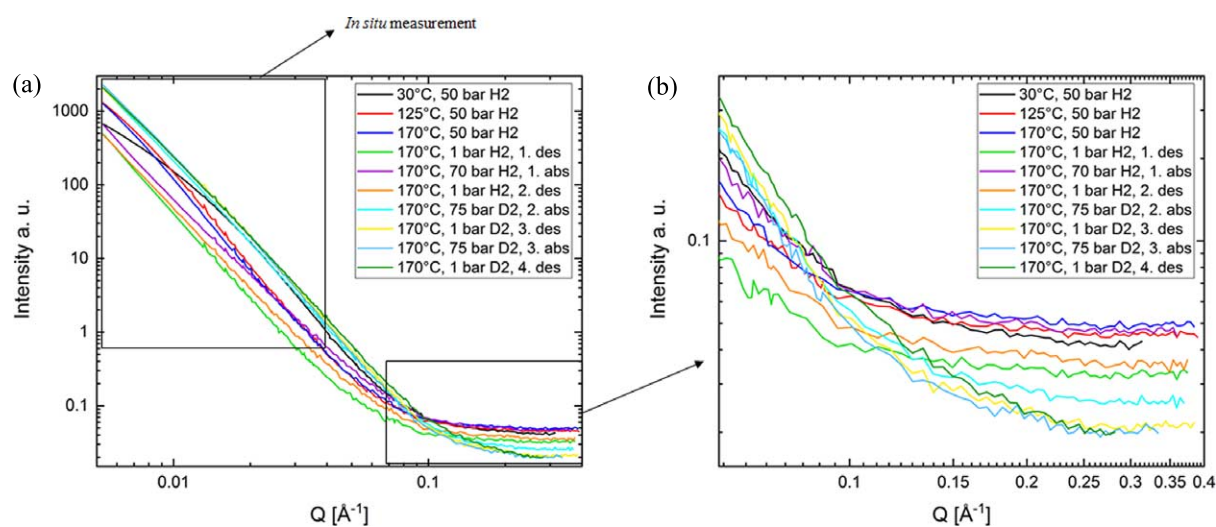 In situ measurement
(a)
Intensity a. u.
1000
100
10
1
0.1
30°C, 50 bar H2
125°C, 50 bar H2
170°C, 50 bar H2
170°C, 1 bar H2, 1. des
170°C, 70 bar H2, 1. abs
170°C, 1 bar H2, 2. des
170°C, 75 bar D2, 2. abs
170°C, 1 bar D2, 3. des
170°C, 75 bar D2, 3. abs
170°C, 1 bar D2, 4. des
0.01 0.1
Q [Å⁻¹]
(b)
Intensity a. u.
0.1
30°C, 50 bar H2
125°C, 50 bar H2
170°C, 50 bar H2
170°C, 1 bar H2, 1. des
170°C, 70 bar H2, 1. abs
170°C, 1 bar H2, 2. des
170°C, 75 bar D2, 2. abs
170°C, 1 bar D2, 3. des
170°C, 75 bar D2, 3. abs
170°C, 1 bar D2, 4. des
0.1 0.15 0.2 0.25 0.3 0.35 0.4
Q [Å⁻¹]